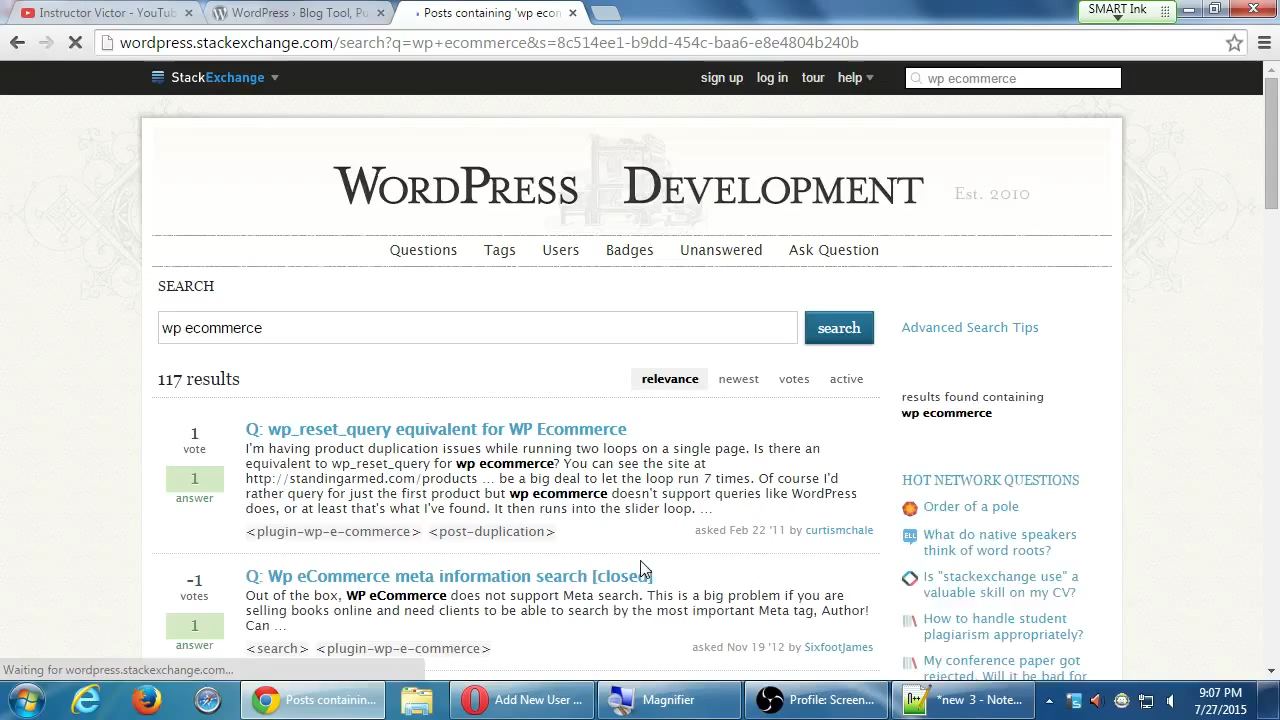 Instructor Victor - YouTub
WordPress › Blog Tool, Pu
Posts containing 'wp econ
SMART Ink
wordpress.stackexchange.com/search?q=wp+ecommerce&s=8c514ee1-b9dd-454c-baa6-e8e4804b240b
StackExchange
sign up log in tour help
wp ecommerce
WordPress Development
Est. 2010
Questions Tags Users Badges Unanswered Ask Question
SEARCH
wp ecommerce
search
Advanced Search Tips
117 results
relevance newest votes active
results found containing
wp ecommerce
1
vote
1
answer
Q: wp_reset_query equivalent for WP Ecommerce
I'm having product duplication issues while running two loops on a single page. Is there an
equivalent to wp_reset_query for wp ecommerce? You can see the site at
http://standingarmed.com/products ... be a big deal to let the loop run 7 times. Of course I'd
rather query for just the first product but wp ecommerce doesn't support queries like WordPress
does, or at least that's what I've found. It then runs into the slider loop. ...
<plugin-wp-e-commerce> <post-duplication>
asked Feb 22 '11 by curtismchale
-1
votes
1
answer
Q: Wp eCommerce meta information search [closed]
Out of the box, WP eCommerce does not support Meta search. This is a big problem if you are
selling books online and need clients to be able to search by the most important Meta tag, Author!
Can ...
<search> <plugin-wp-e-commerce>
asked Nov 19 '12 by SixfootJames
HOT NETWORK QUESTIONS
Order of a pole
What do native speakers
think of word roots?
Is "stackexchange use" a
valuable skill on my CV?
How to handle student
plagiarism appropriately?
My conference paper got
rejected. Will it be bad for
Waiting for wordpress.stackexchange.com...
Posts containin...
Add New User ...
Magnifier
Profile: Screen...
*new 3 - Note...
9:07 PM
7/27/2015